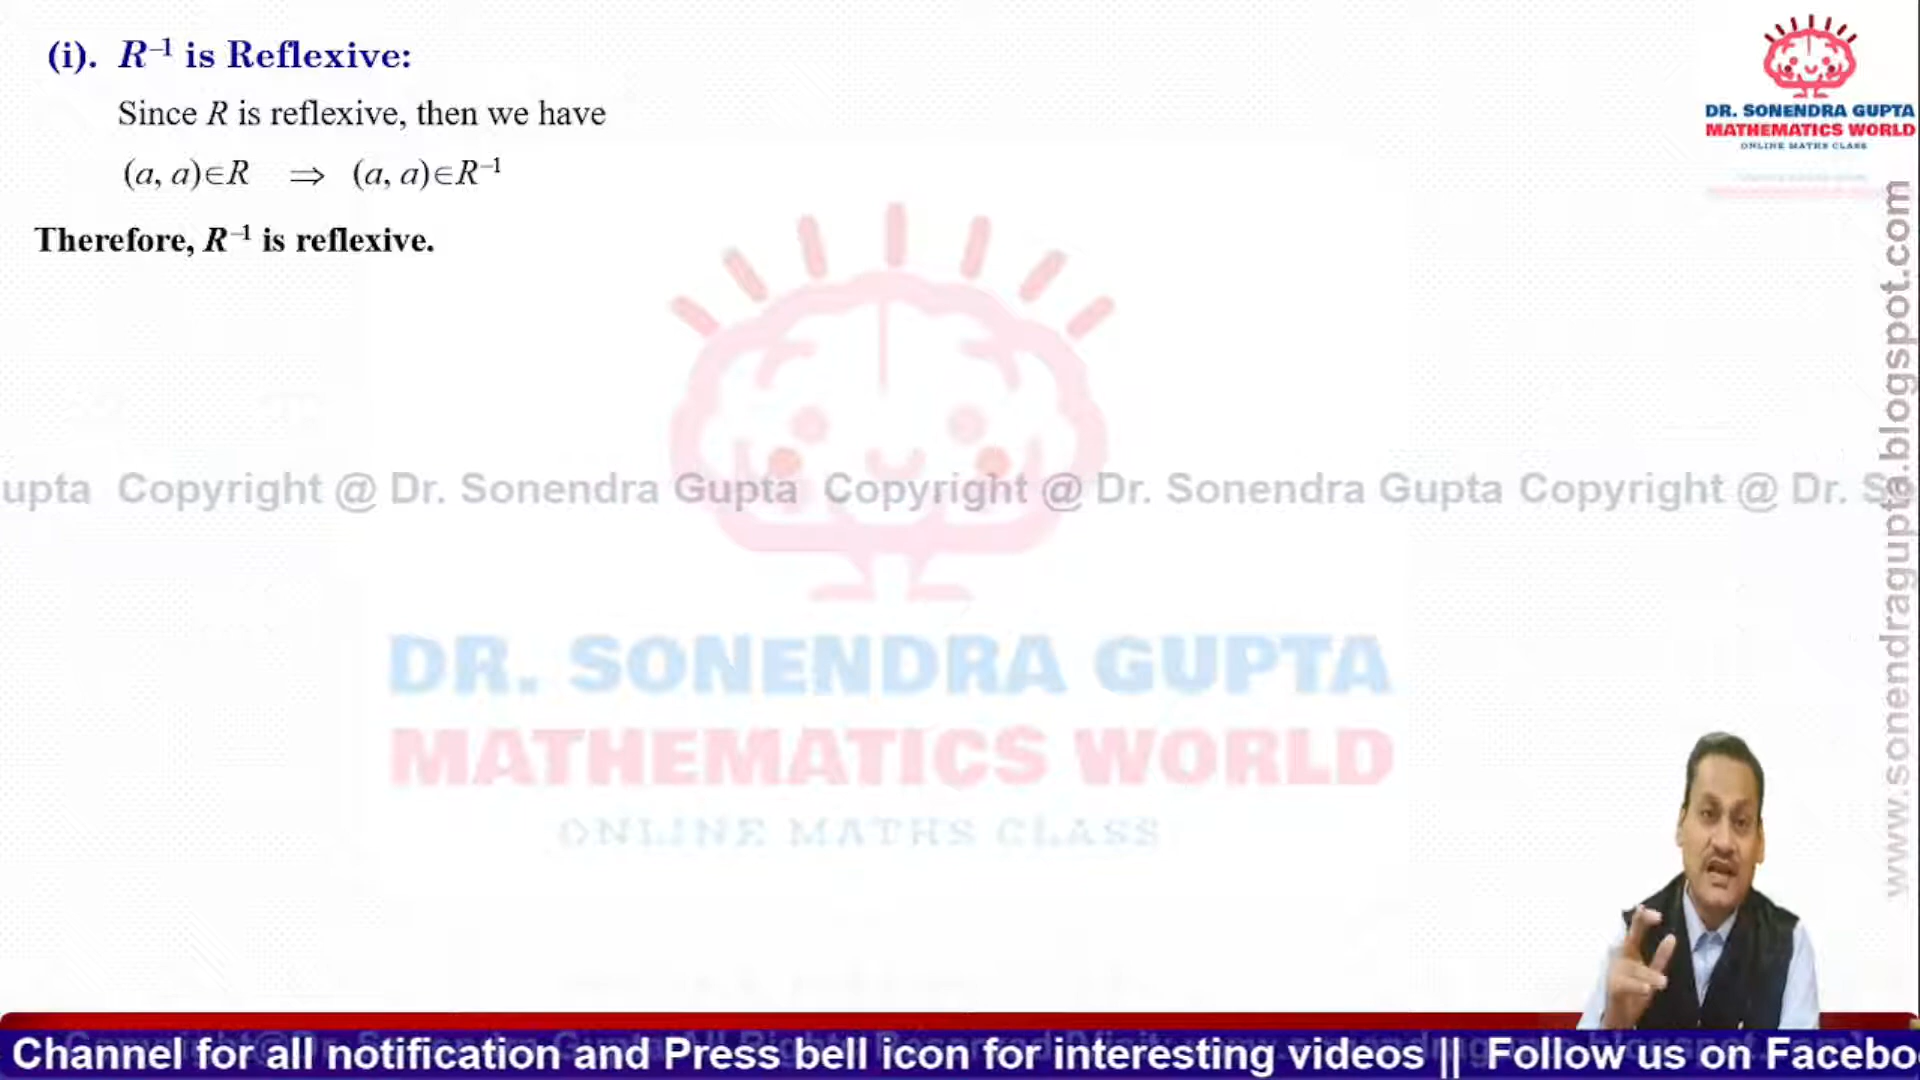 (i). R⁻¹ is Reflexive:
Since R is reflexive, then we have
(a, a)∈R ⇒ (a, a)∈R⁻¹
Therefore, R⁻¹ is reflexive.
DR. SONENDRA GUPTA
MATHEMATICS WORLD
ONLINE MATHS CLASS
www.sonendragupta.blogspot.com
upta Copyright @ Dr. Sonendra Gupta Copyright @ Dr. Sonendra Gupta Copyright @ Dr. S
DR. SONENDRA GUPTA
MATHEMATICS WORLD
ONLINE MATHS CLASS
Channel for all notification and Press bell icon for interesting videos || Follow us on Facebo